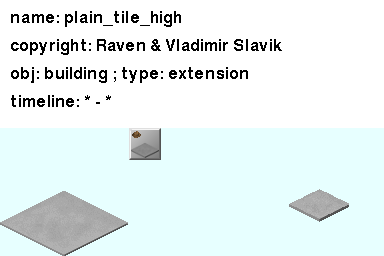 name: plain_tile_high
copyright: Raven & Vladimir Slavik
obj: building ; type: extension
timeline: * - *